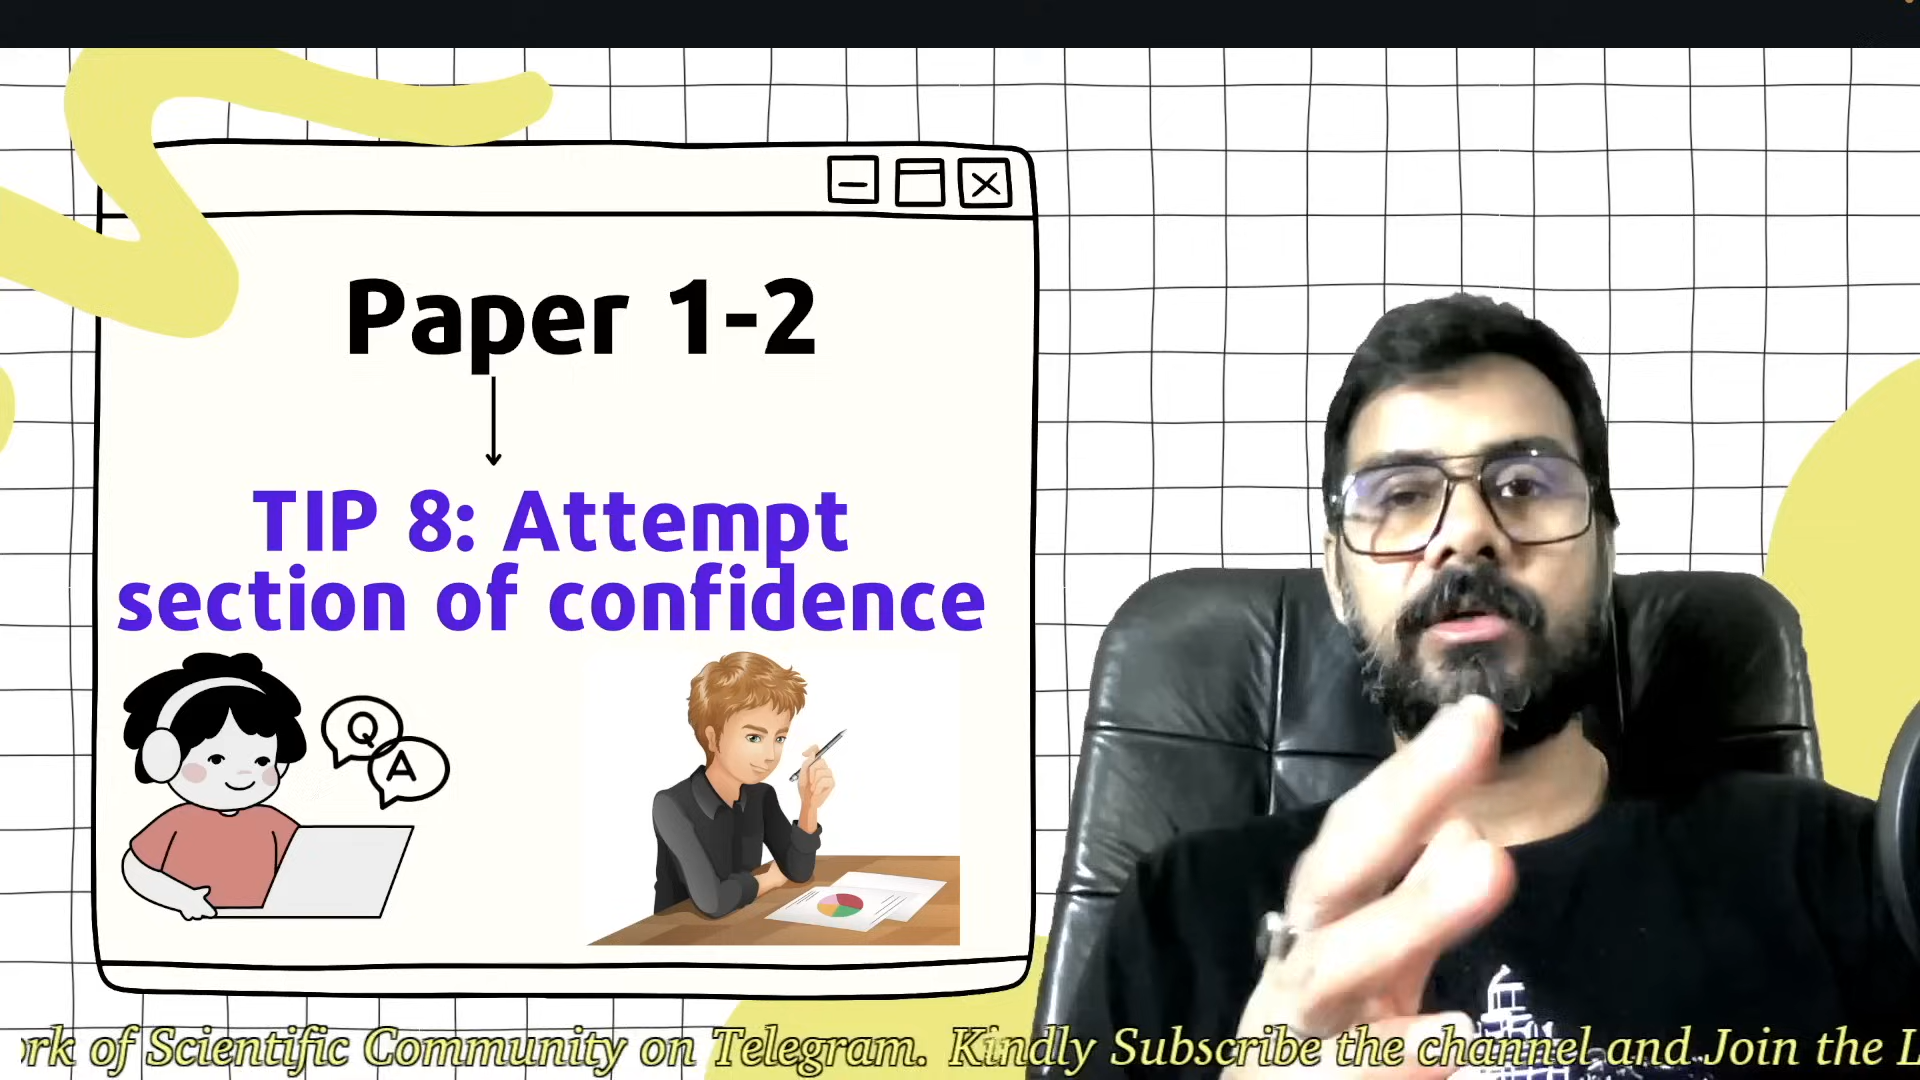 Paper 1-2
TIP 8: Attempt
section of confidence
Q
A
of Scientific Community on Telegram. Kindly Subscribe the channel and Join the